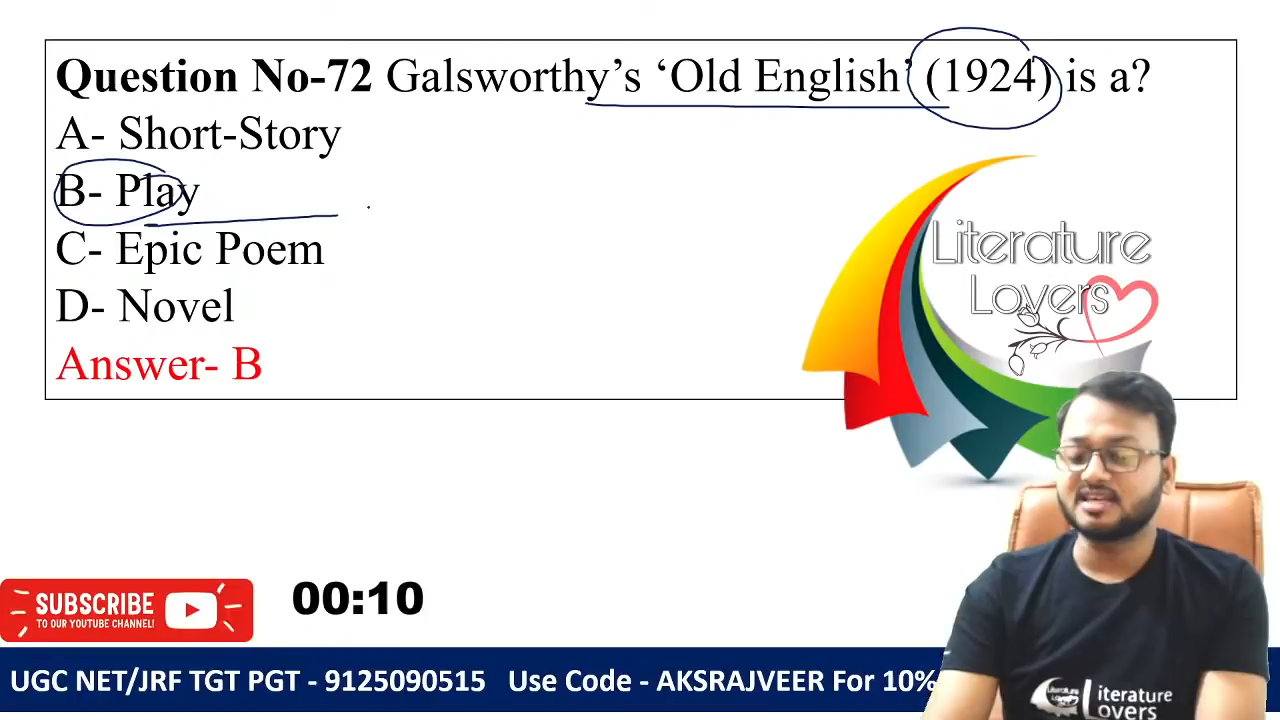 Question No-72 Galsworthy’s ‘Old English’ (1924) is a?
A- Short-Story
B- Play
C- Epic Poem
D- Novel
Answer- B
Literature
Lovers
SUBSCRIBE
TO OUR YOUTUBE CHANNEL!
00:10
UGC NET/JRF TGT PGT - 9125090515 Use Code - AKSRAJVEER For 10%
Literature
Lovers